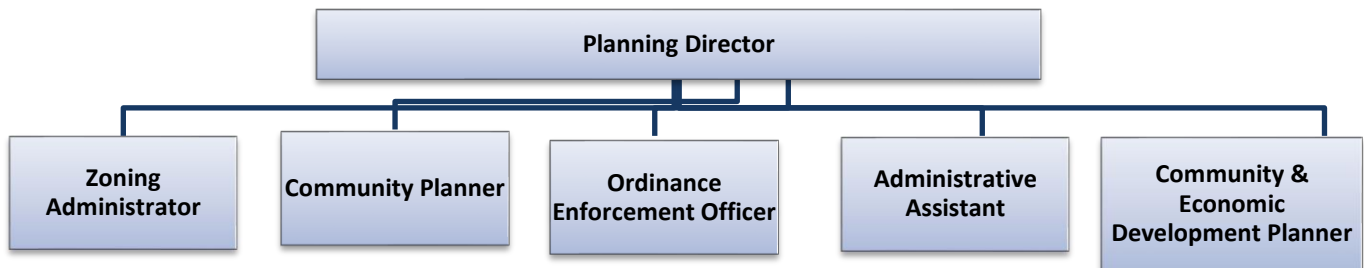 Planning Director
Zoning
Administrator
Community Planner
Ordinance
Enforcement Officer
Administrative
Assistant
Community &
Economic
Development Planner